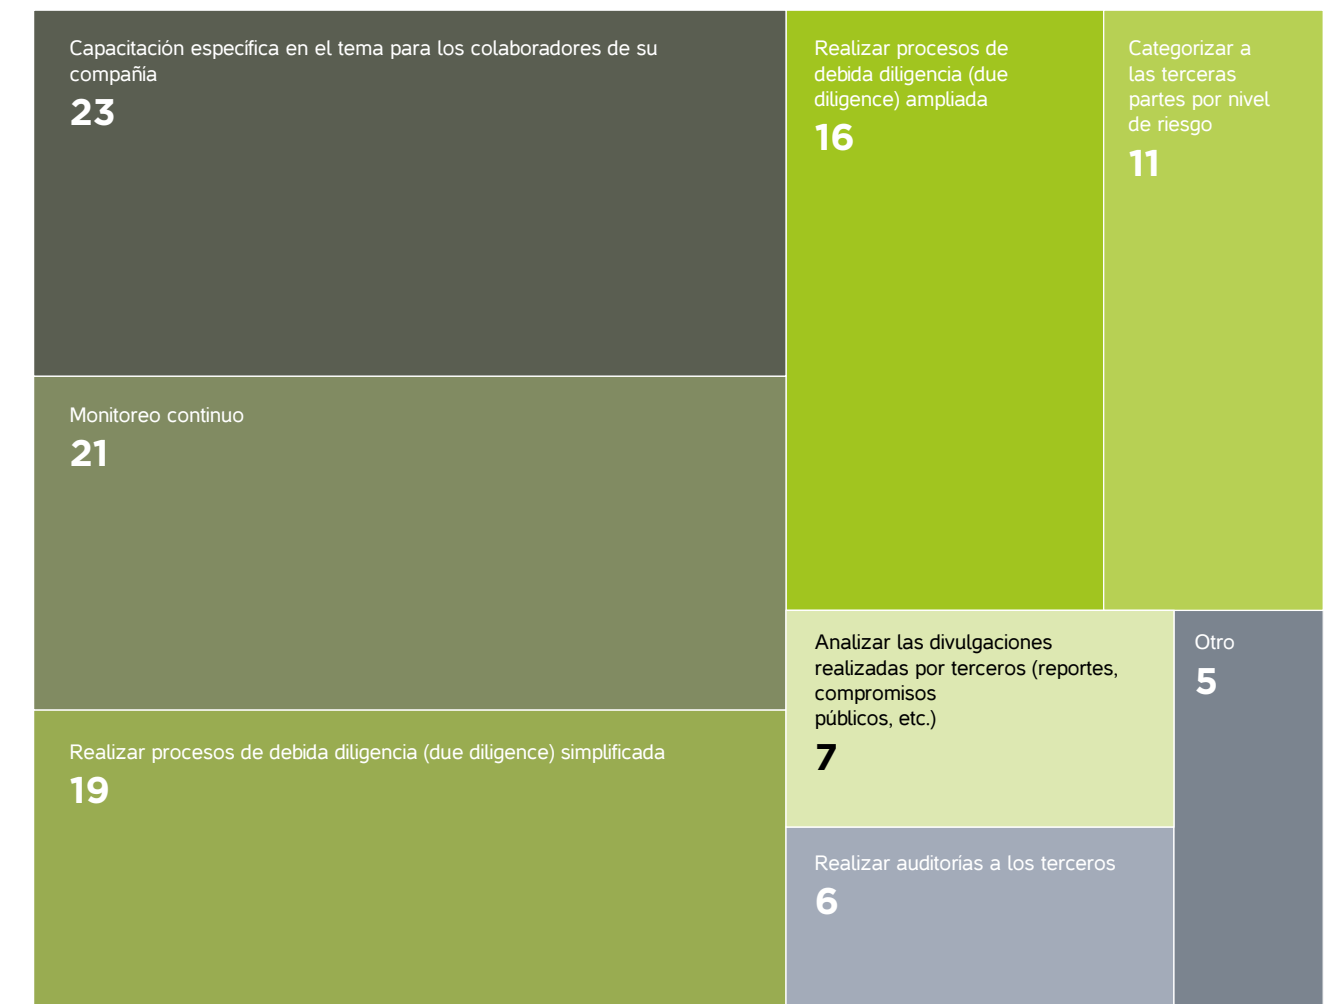 Capacitación específica en el tema para los colaboradores de su
compañía
23
Monitoreo continuo
21
Realizar procesos de debida diligencia (due diligence) simplificada
19
Realizar procesos de
debida diligencia (due
diligence) ampliada
16
Categorizar a
las terceras
partes por nivel
de riesgo
11
Analizar las divulgaciones
realizadas por terceros (reportes,
compromisos
públicos, etc.)
7
Otro
5
Realizar auditorías a los terceros
6